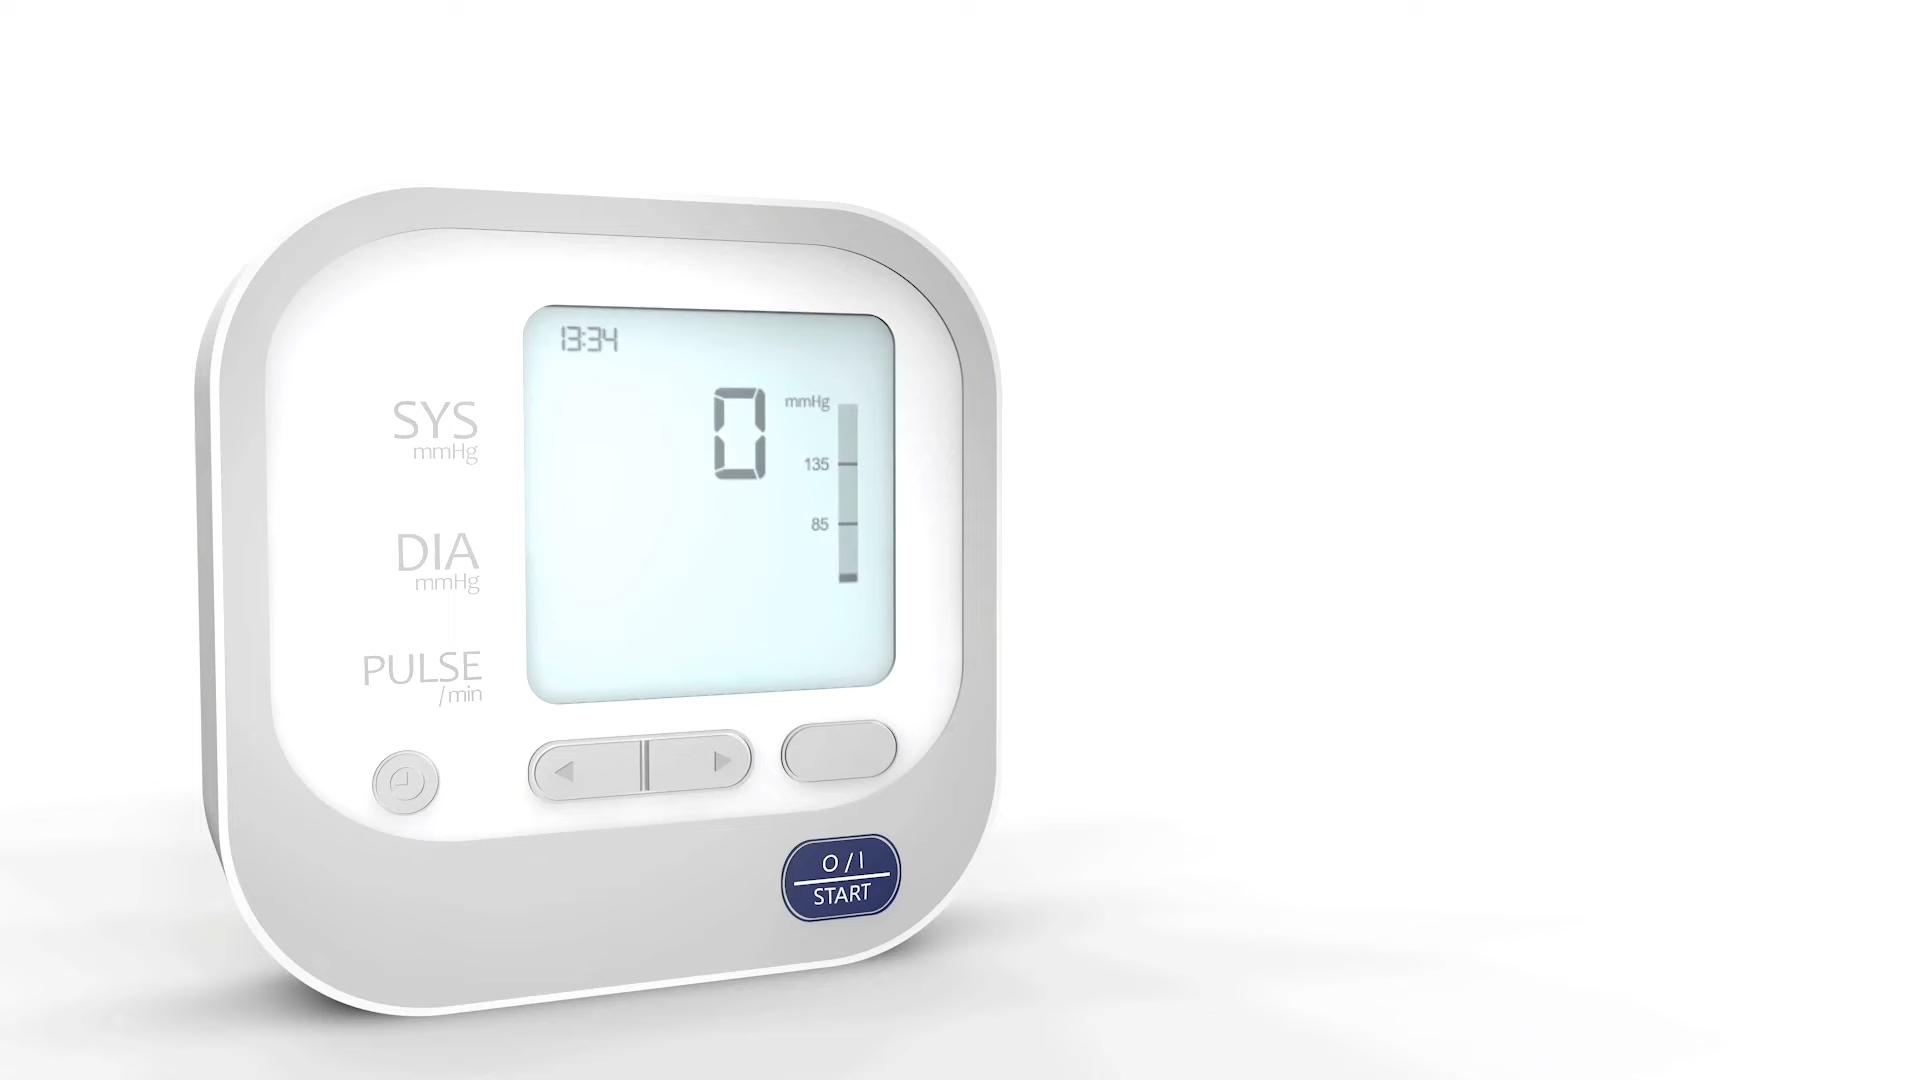 13:34
0
mmHg
135
85
SYS
mmHg
DIA
mmHg
PULSE
/min
O/I
START